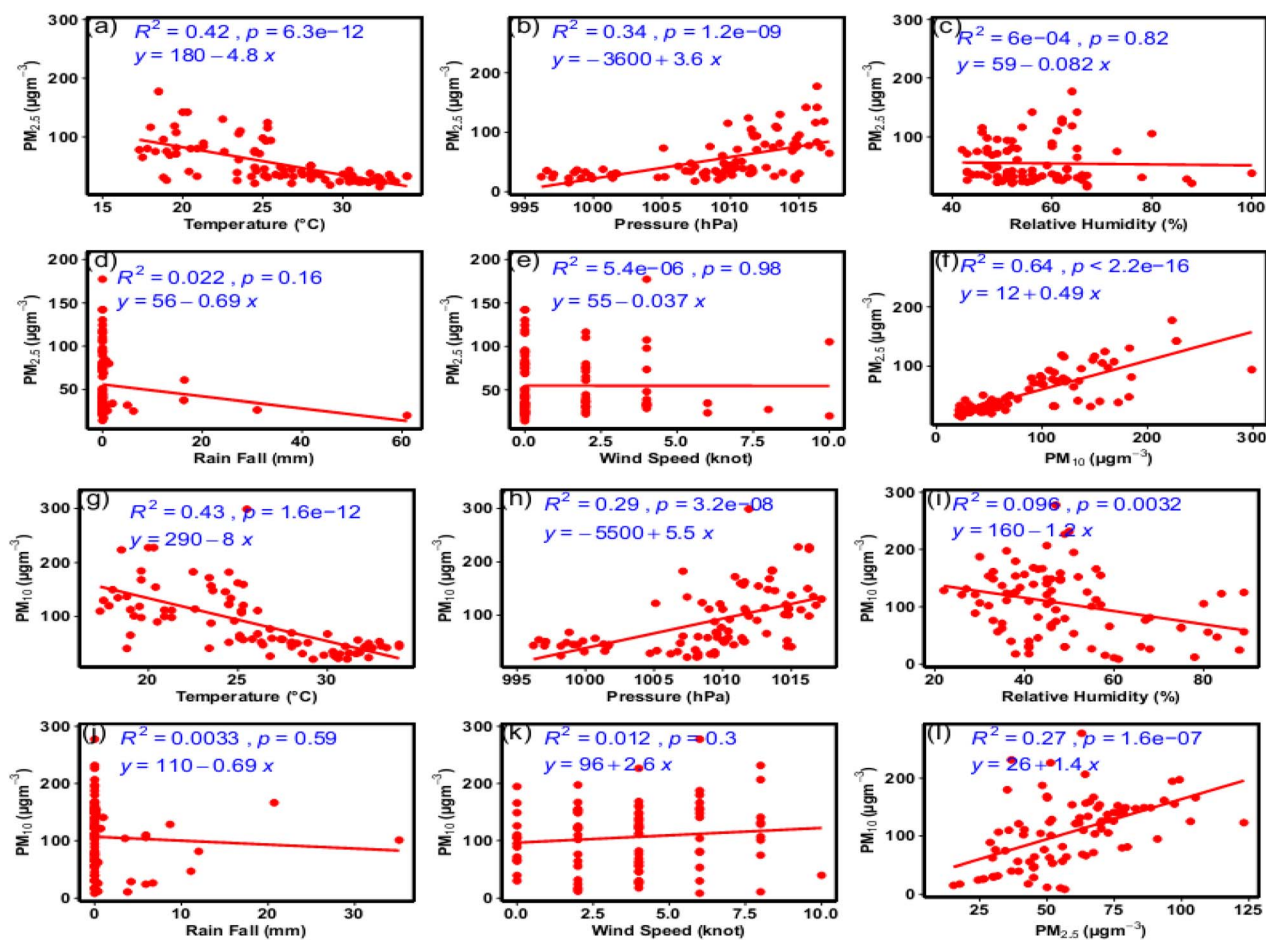 (a) R² = 0.42 , p = 6.3e−12
y = 180 − 4.8 x
PM₂.₅ (µgm⁻³)
300
200
100
15 20 25 30
Temperature (°C)
(b) R² = 0.34 , p = 1.2e−09
y = −3600 + 3.6 x
PM₂.₅ (µgm⁻³)
300
200
100
0
995 1000 1005 1010 1015
Pressure (hPa)
(c) R² = 6e−04 , p = 0.82
y = 59 − 0.082 x
PM₂.₅ (µgm⁻³)
300
200
100
40 60 80 100
Relative Humidity (%)
(d) R² = 0.022 , p = 0.16
y = 56 − 0.69 x
PM₂.₅ (µgm⁻³)
200
150
100
50
0 20 40 60
Rain Fall (mm)
(e) R² = 5.4e−06 , p = 0.98
y = 55 − 0.037 x
PM₂.₅ (µgm⁻³)
200
150
100
50
0.0 2.5 5.0 7.5 10.0
Wind Speed (knot)
(f) R² = 0.64 , p < 2.2e−16
y = 12 + 0.49 x
PM₂.₅ (µgm⁻³)
200
100
0
0 100 200 300
PM₁₀ (µgm⁻³)
(g) R² = 0.43 , p = 1.6e−12
y = 290 − 8 x
PM₁₀ (µgm⁻³)
300
200
100
20 25 30
Temperature (°C)
(h) R² = 0.29 , p = 3.2e−08
y = −5500 + 5.5 x
PM₁₀ (µgm⁻³)
300
200
100
0
995 1000 1005 1010 1015
Pressure (hPa)
(i) R² = 0.096 , p = 0.0032
y = 160 − 1.2 x
PM₁₀ (µgm⁻³)
300
200
100
0
20 40 60 80
Relative Humidity (%)
(j) R² = 0.0033 , p = 0.59
y = 110 − 0.69 x
PM₁₀ (µgm⁻³)
300
200
100
0
0 10 20 30
Rain Fall (mm)
(k) R² = 0.012 , p = 0.3
y = 96 + 2.6 x
PM₁₀ (µgm⁻³)
300
200
100
0
0.0 2.5 5.0 7.5 10.0
Wind Speed (knot)
(l) R² = 0.27 , p = 1.6e−07
y = 26 + 1.4 x
PM₁₀ (µgm⁻³)
300
200
100
0
25 50 75 100 125
PM₂.₅ (µgm⁻³)